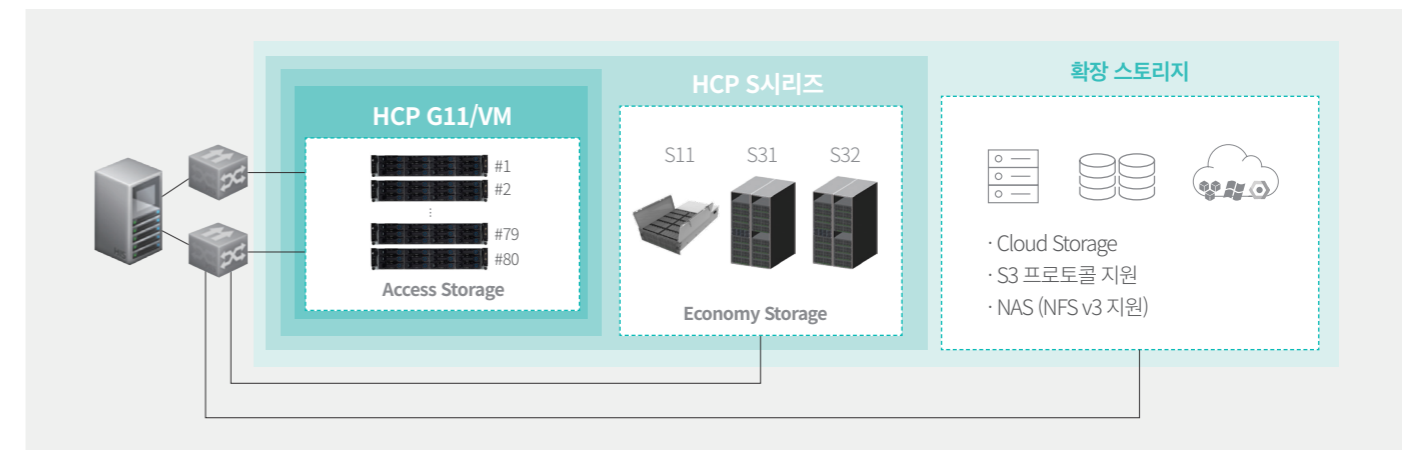 HCP G11/VM
#1
#2
⋮
#79
#80
Access Storage
HCP S시리즈
S11 S31 S32
Economy Storage
확장 스토리지
· Cloud Storage
· S3 프로토콜 지원
· NAS (NFS v3 지원)